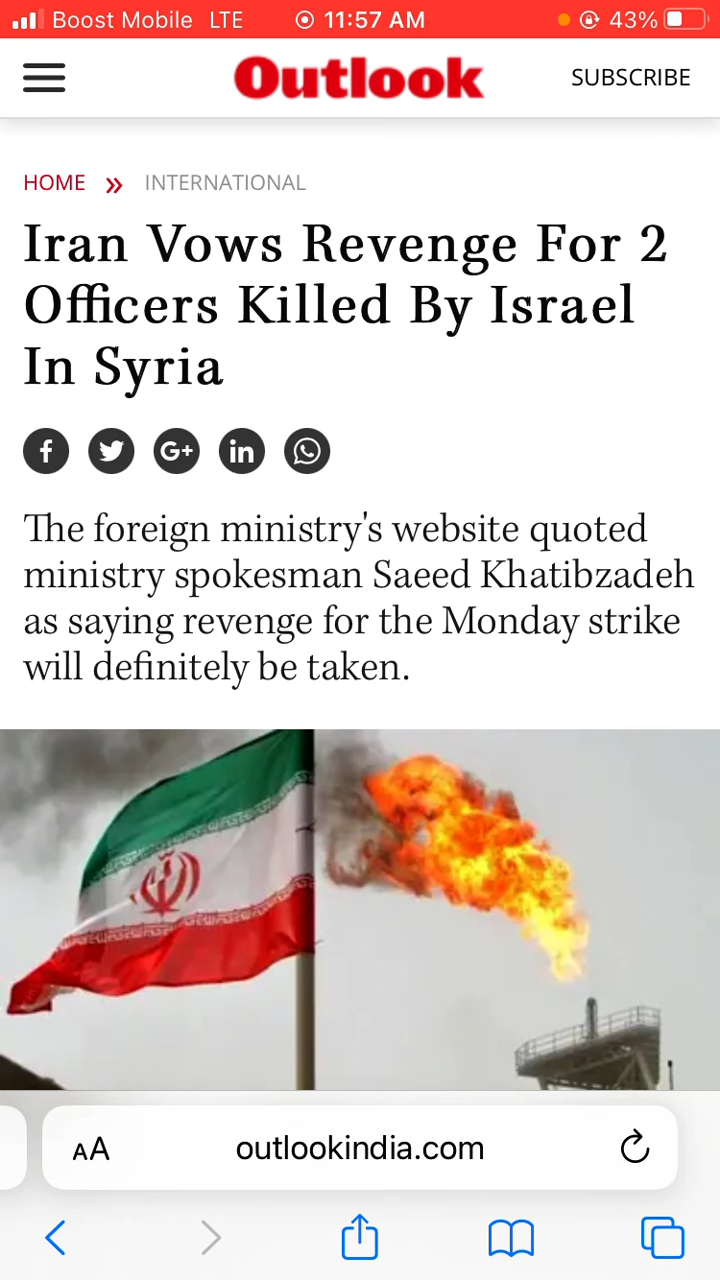 Boost Mobile LTE 11:57 AM 43%
Outlook SUBSCRIBE
HOME » INTERNATIONAL
Iran Vows Revenge For 2
Officers Killed By Israel
In Syria
f G+ in
The foreign ministry's website quoted
ministry spokesman Saeed Khatibzadeh
as saying revenge for the Monday strike
will definitely be taken.
AA outlookindia.com